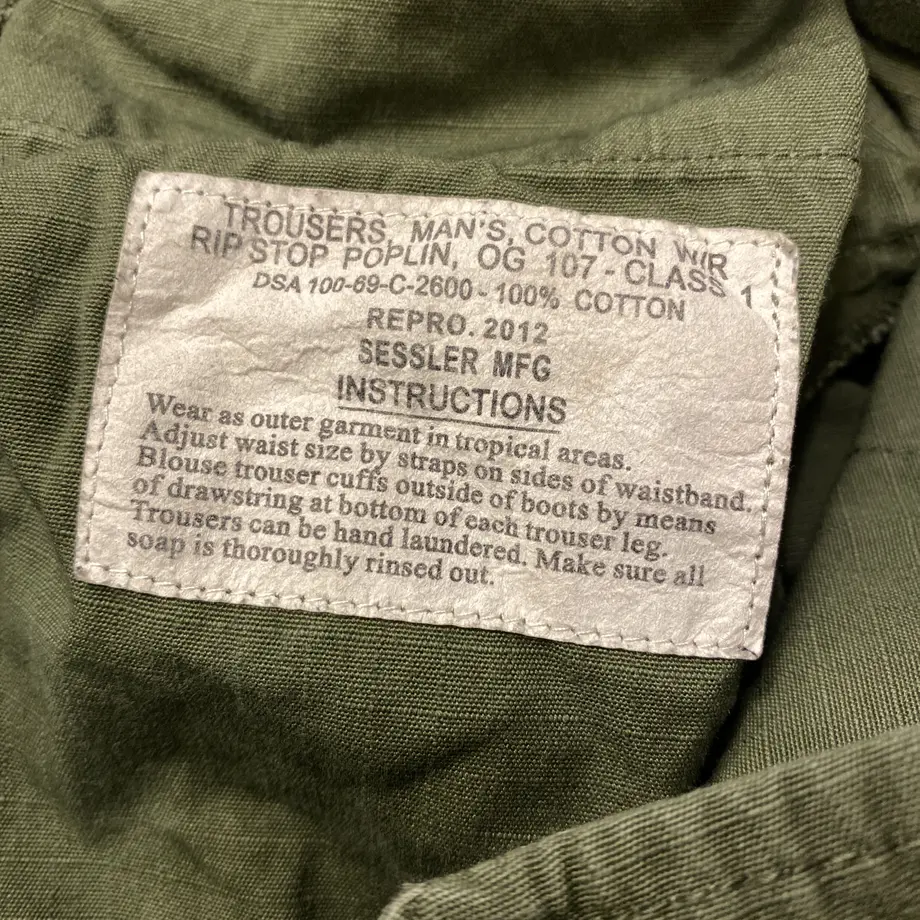 TROUSERS, MAN'S, COTTON W/R
RIP STOP POPLIN, OG 107 - CLASS 1
DSA 100-69-C-2600 - 100% COTTON
REPRO. 2012
SESSLER MFG
INSTRUCTIONS
Wear as outer garment in tropical areas.
Adjust waist size by straps on sides of waistband.
Blouse trouser cuffs outside of boots by means
of drawstring at bottom of each trouser leg.
Trousers can be hand laundered. Make sure all
soap is thoroughly rinsed out.